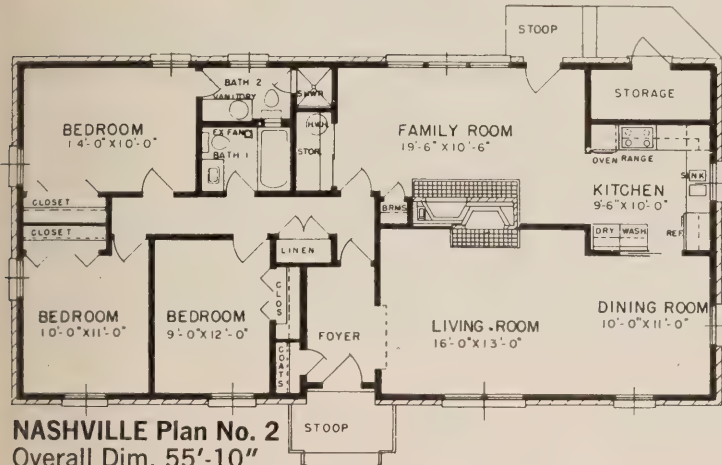 STOOP
BATH 2
VANITORY
SHWR
STORAGE
BEDROOM
14'-0"X10'-0"
EX FAN
BATH 1
H.W.H.
STOR.
FAMILY ROOM
19'-6"X10'-6"
OVEN RANGE
SINK
KITCHEN
9'-6"X10'-0"
CLOSET
CLOSET
BRMS
DRY WASH
REF.
LINEN
BEDROOM
10'-0"X11'-0"
BEDROOM
9'-0"X12'-0"
CLOS
COATS
FOYER
LIVING ROOM
16'-0"X13'-0"
DINING ROOM
10'-0"X11'-0"
STOOP
NASHVILLE Plan No. 2
Overall Dim. 55'-10"